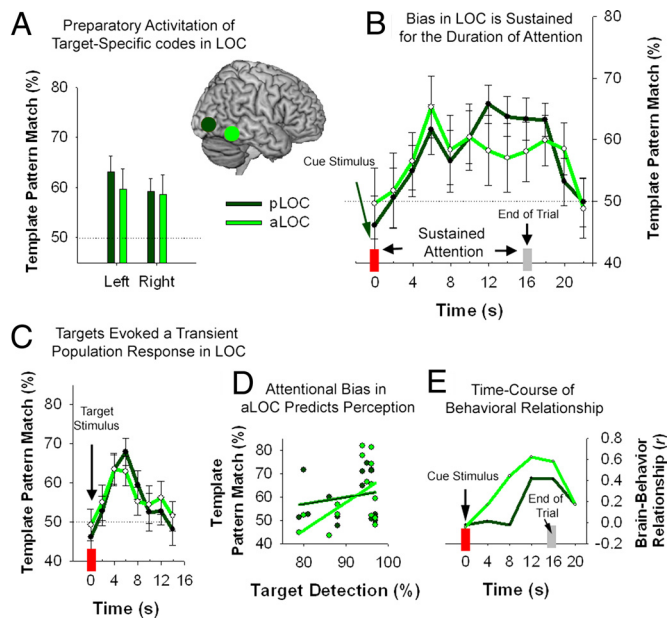 A
Preparatory Activitation of
Target-Specific codes in LOC
Template Pattern Match (%)
80
70
60
50
Left Right
pLOC
aLOC
B
Bias in LOC is Sustained
for the Duration of Attention
Cue Stimulus
Sustained
Attention
End of Trial
80
70
60
50
40
Template Pattern Match (%)
0 4 8 12 16 20
Time (s)
C
Targets Evoked a Transient
Population Response in LOC
Template Pattern Match (%)
80
70
60
50
40
Target
Stimulus
0 4 8 12 16
Time (s)
D
Attentional Bias in
aLOC Predicts Perception
Template
Pattern Match (%)
90
80
70
60
50
40
70 80 90 100
Target Detection (%)
E
Time-Course of
Behavioral Relationship
Cue Stimulus
End of
Trial
0.8
0.6
0.4
0.2
0.0
-0.2
Brain-Behavior
Relationship (r)
0 4 8 12 16 20
Time (s)